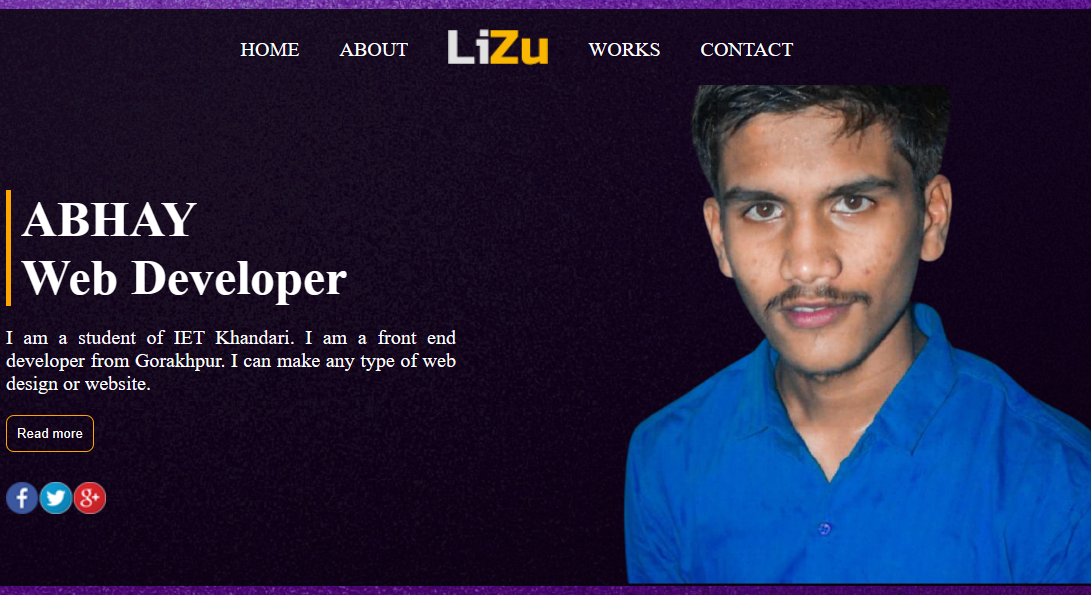 HOME ABOUT LiZu WORKS CONTACT
ABHAY
Web Developer
I am a student of IET Khandari. I am a front end
developer from Gorakhpur. I can make any type of web
design or website.
Read more
f 8+